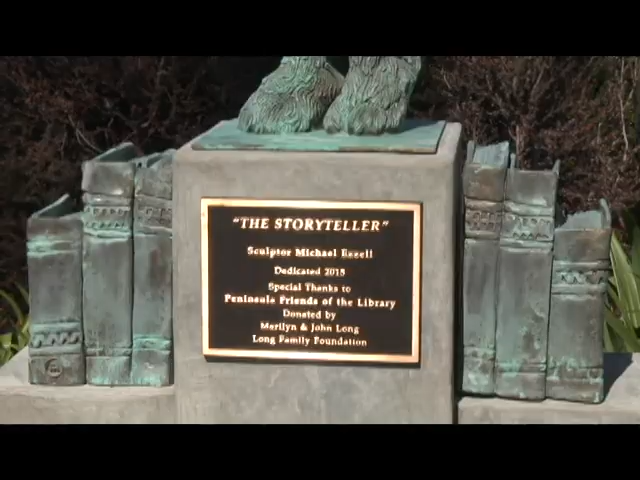 "THE STORYTELLER"
Sculptor Michael Ezzell
Dedicated 2018
Special Thanks to
Peninsula Friends of the Library
Donated by
Merilyn & John Long
Long Family Foundation